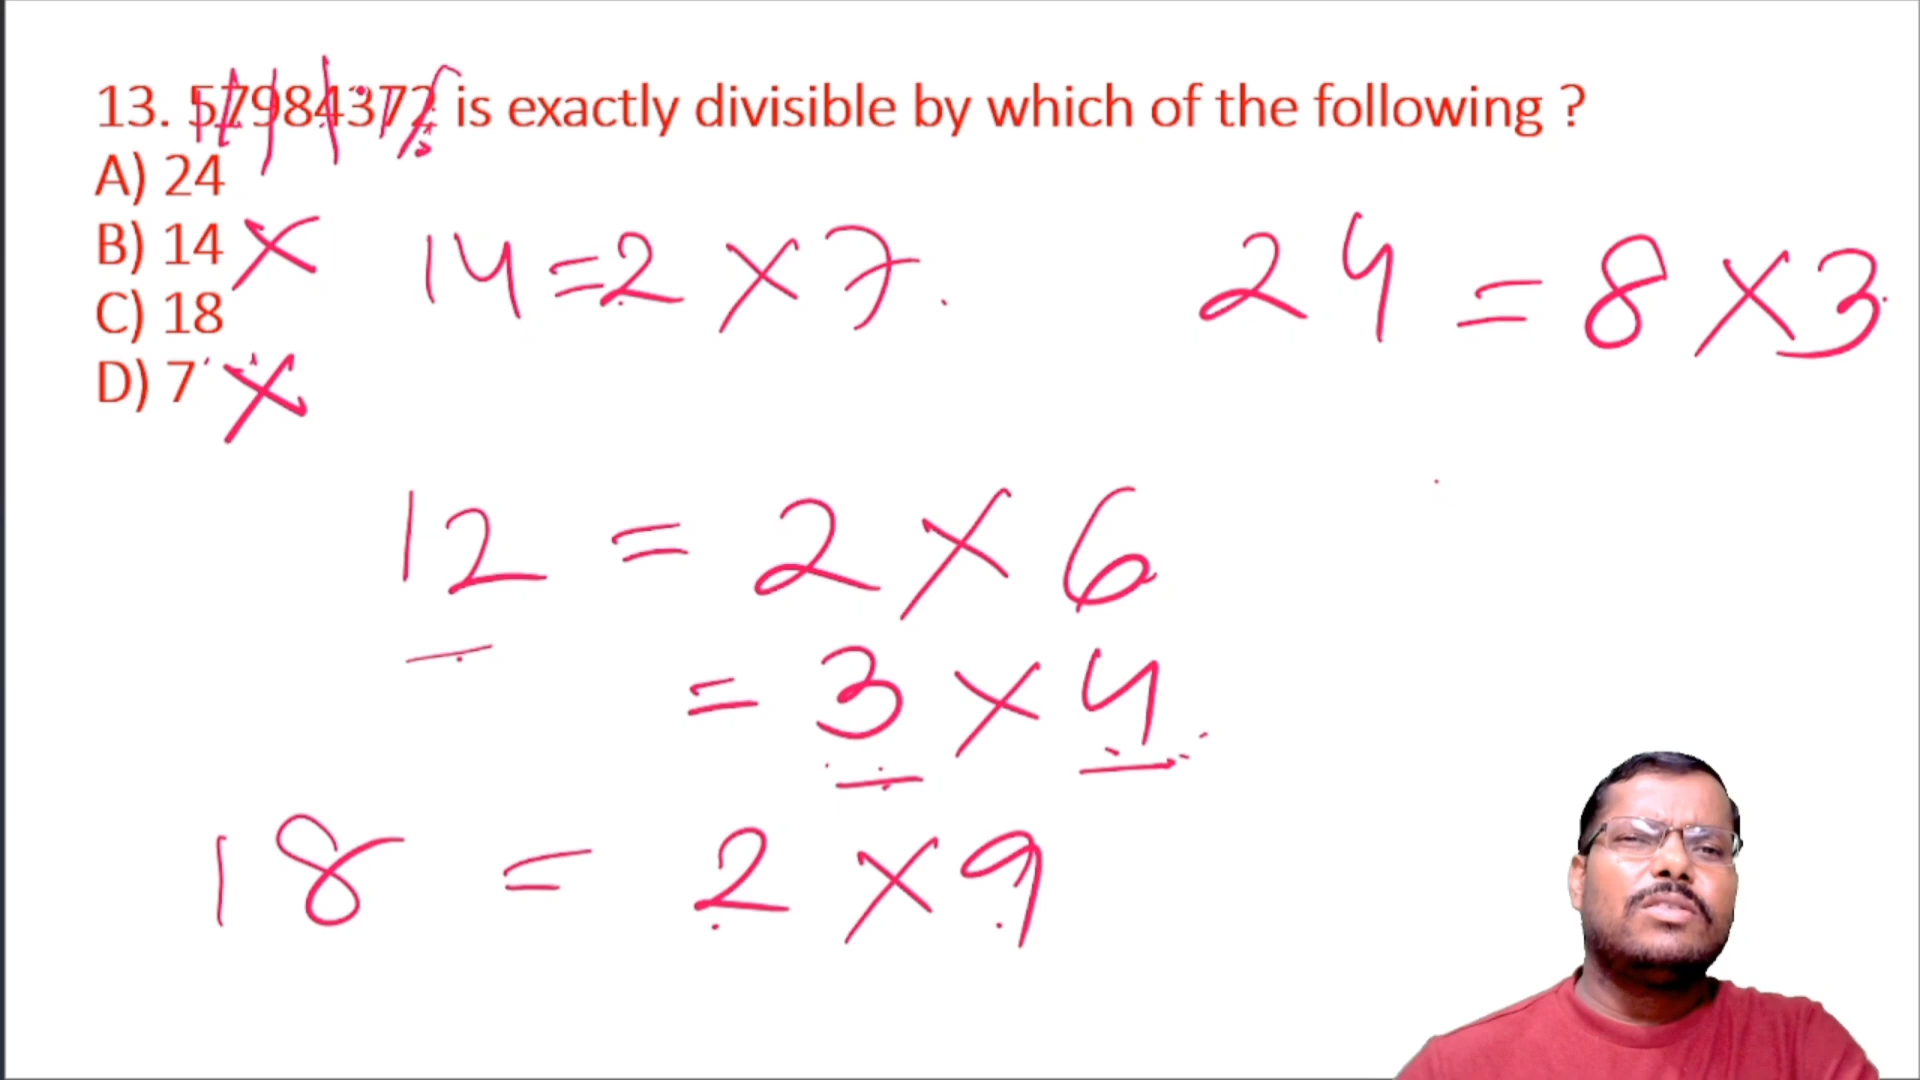 13. 57984372 is exactly divisible by which of the following ?
A) 24
B) 14 ×
C) 18
D) 7 ×
14 = 2 × 7
24 = 8 × 3
12 = 2 × 6
= 3 × 4
18 = 2 × 9